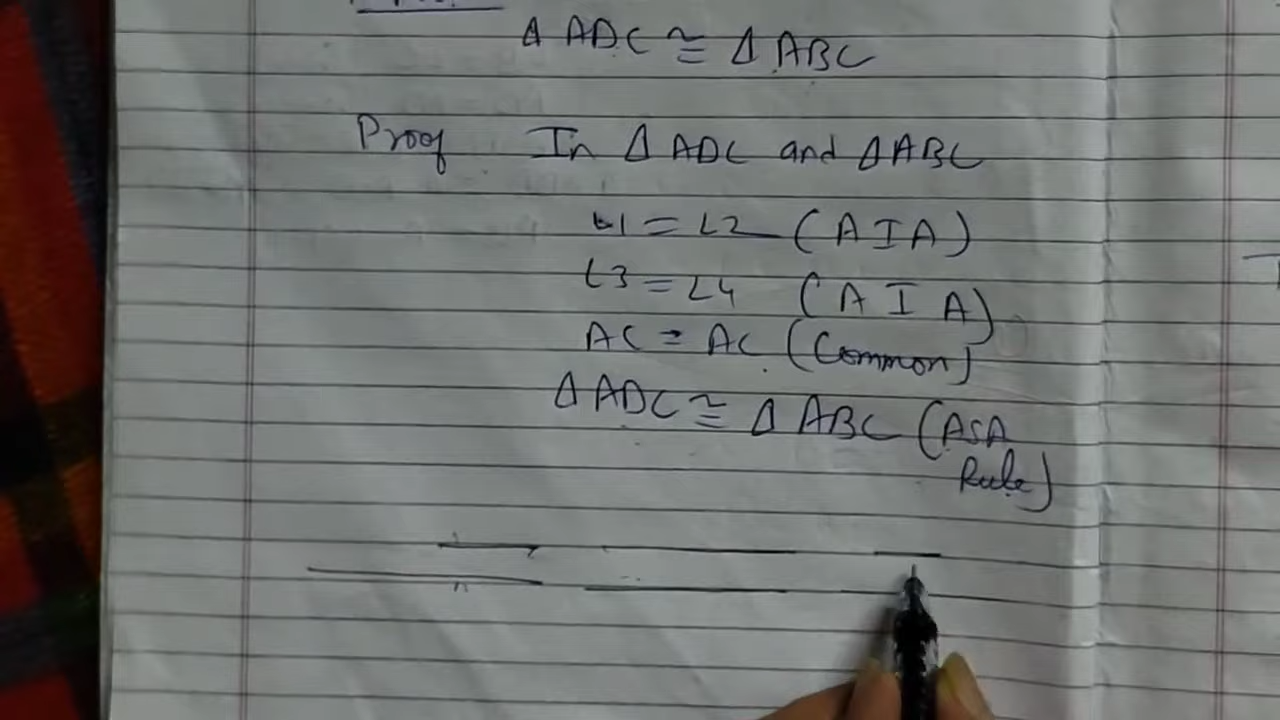 Δ ADC ≅ Δ ABC
Proof In Δ ADC and Δ ABC
∠1 = ∠2 (AIA)
∠3 = ∠4 (AIA)
AC = AC (Common)
Δ ADC ≅ Δ ABC (ASA
Rule)